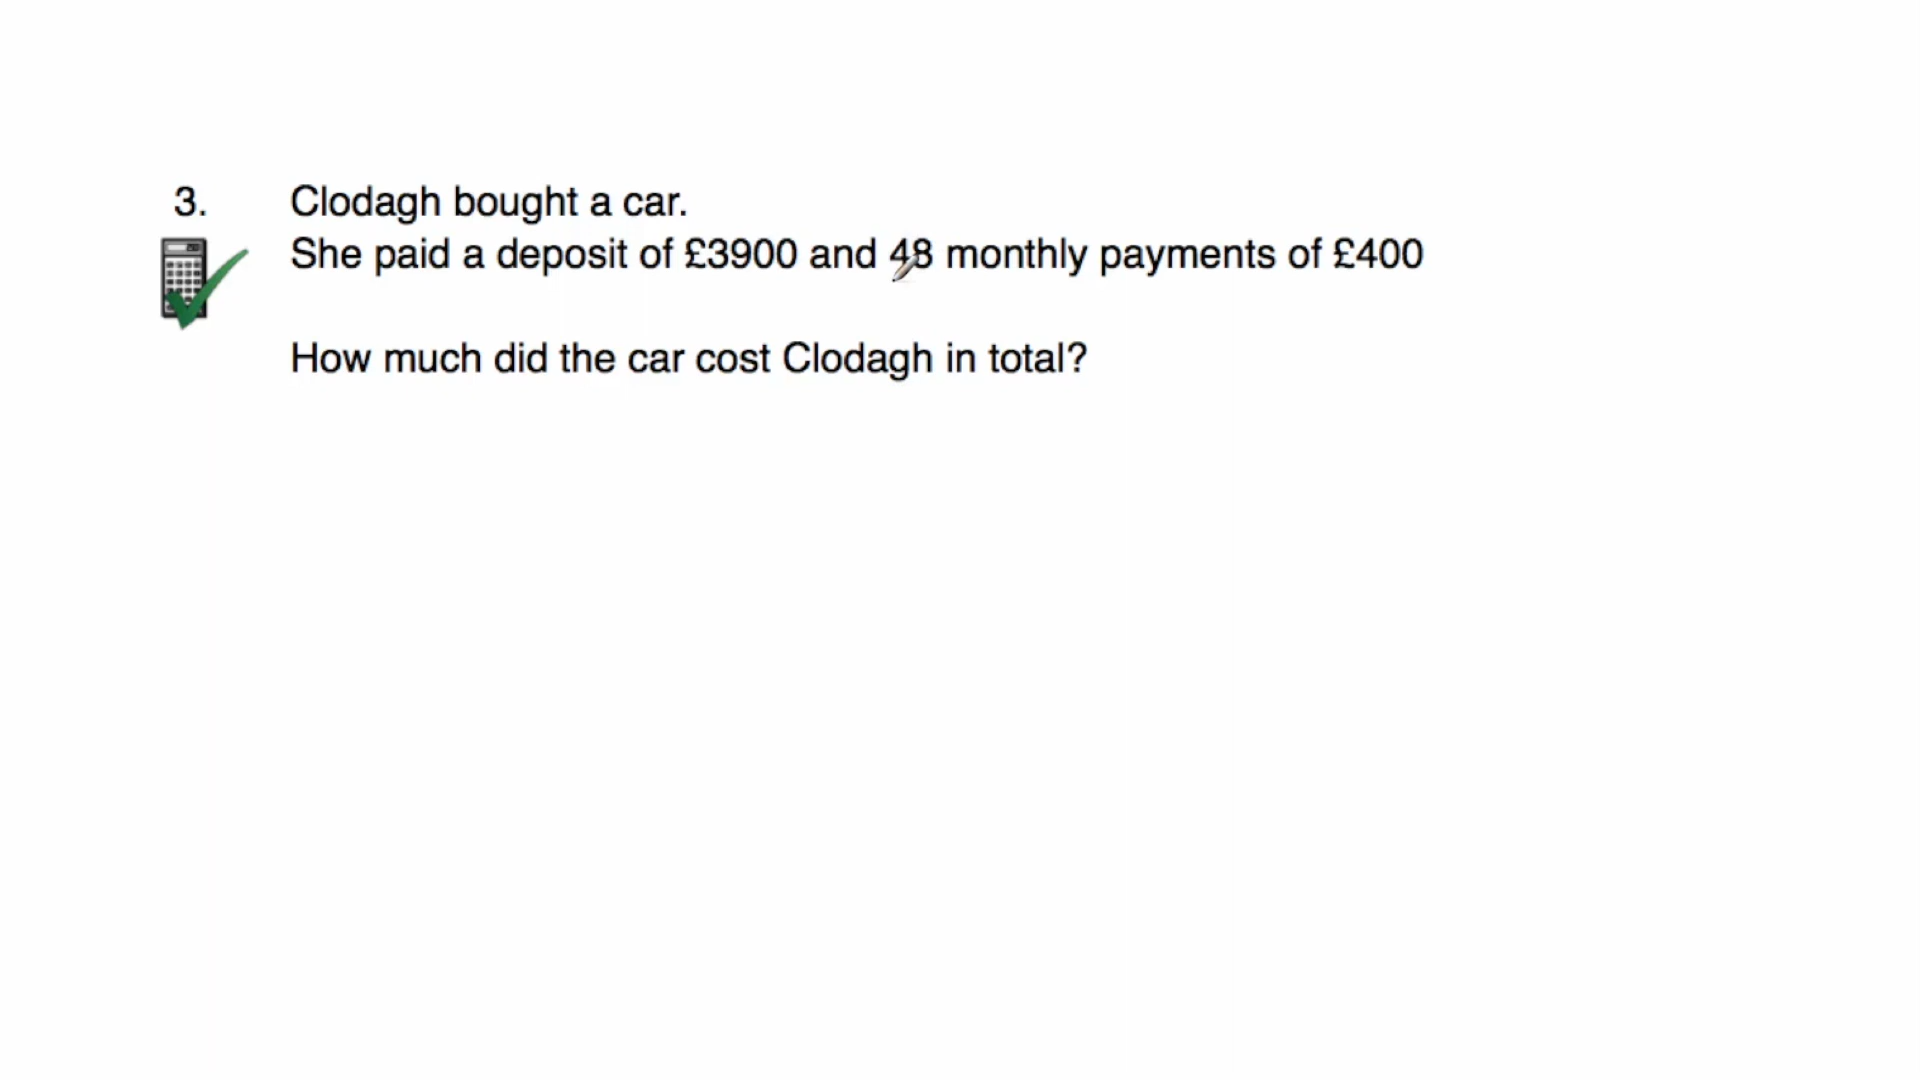 3. Clodagh bought a car.
She paid a deposit of £3900 and 48 monthly payments of £400
How much did the car cost Clodagh in total?